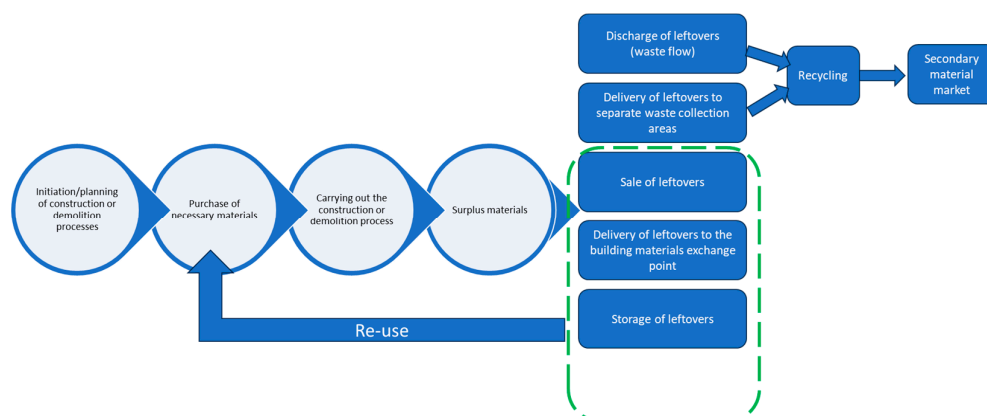 Discharge of leftovers
(waste flow)
Recycling
Secondary
material
market
Delivery of leftovers to
separate waste collection
areas
Initiation/planning
of construction or
demolition
processes
Purchase of
necessary materials
Carrying out the
construction or
demolition process
Surplus materials
Sale of leftovers
Delivery of leftovers to the
building materials exchange
point
Storage of leftovers
Re-use